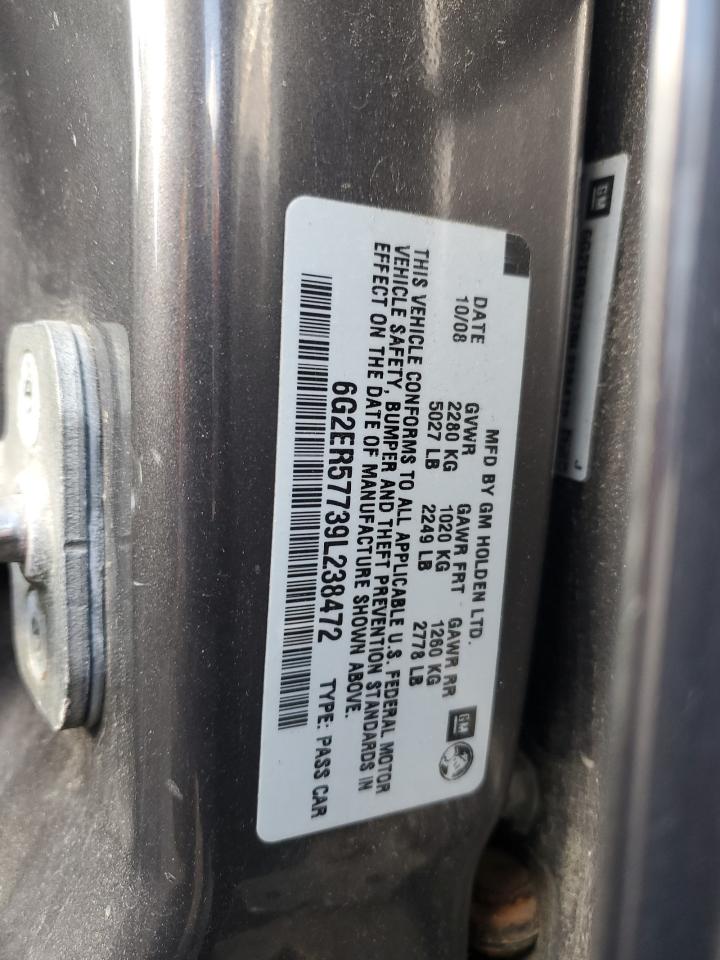 MFD BY GM HOLDEN LTD.
DATE GVWR GAWR FRT GAWR RR
10/08 2280 KG 1020 KG 1260 KG
5027 LB 2249 LB 2778 LB
GM
THIS VEHICLE CONFORMS TO ALL APPLICABLE U.S. FEDERAL MOTOR
VEHICLE SAFETY, BUMPER AND THEFT PREVENTION STANDARDS IN
EFFECT ON THE DATE OF MANUFACTURE SHOWN ABOVE.
6G2ER57739L238472 TYPE: PASS CAR
GM